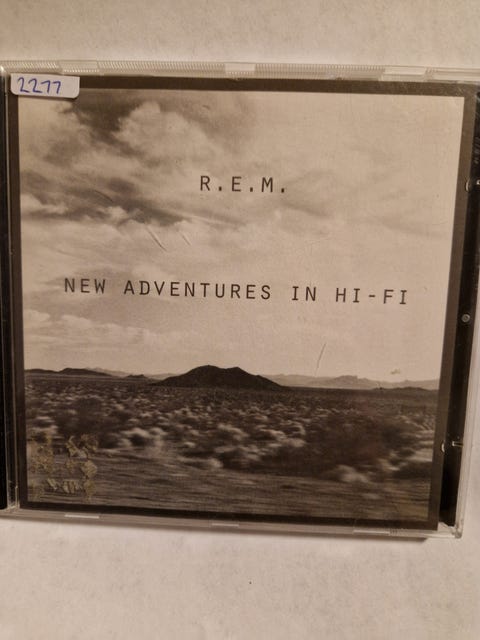 2277
R.E.M.
NEW ADVENTURES IN HI-FI